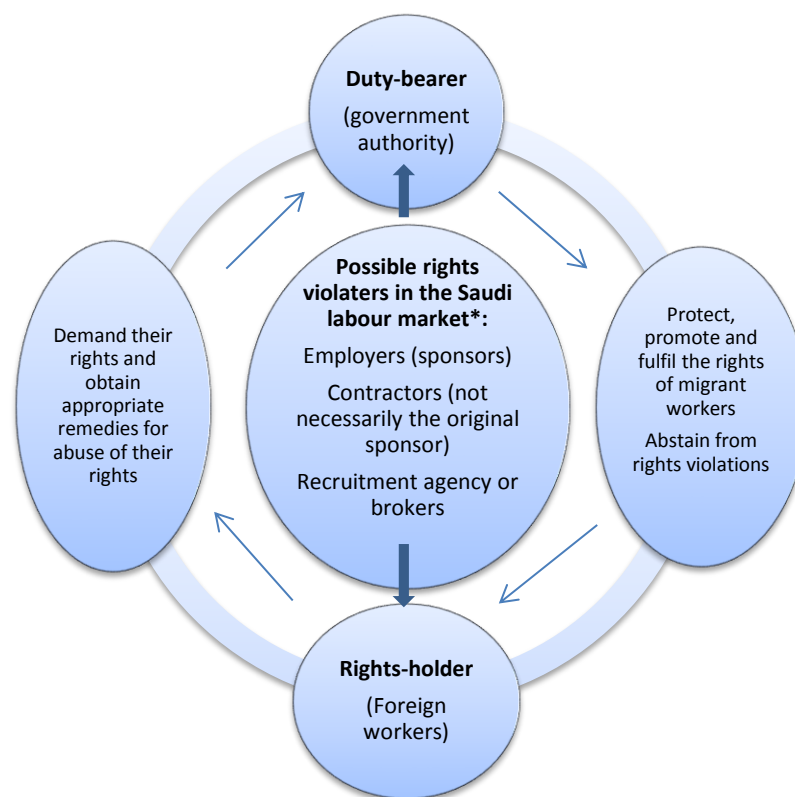 Duty-bearer
(government
authority)
Possible rights
violaters in the Saudi
labour market*:
Employers (sponsors)
Contractors (not
necessarily the original
sponsor)
Recruitment agency or
brokers
Protect,
promote and
fulfil the rights
of migrant
workers
Abstain from
rights violations
Rights-holder
(Foreign
workers)
Demand their
rights and
obtain
appropriate
remedies for
abuse of their
rights